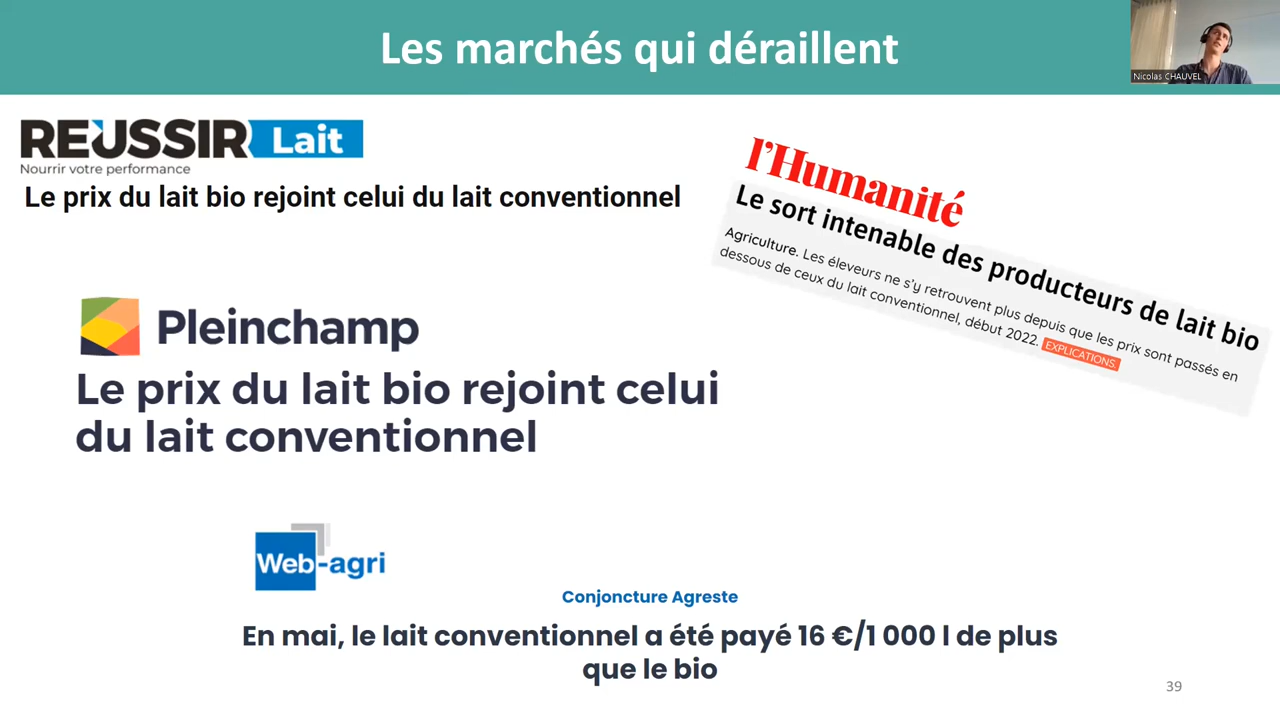 Les marchés qui déraillent
Nicolas CHAUVEL
RÉUSSIR Lait
Nourrir votre performance
Le prix du lait bio rejoint celui du lait conventionnel
l'Humanité
Le sort intenable des producteurs de lait bio
Agriculture. Les éleveurs ne s'y retrouvent plus depuis que les prix sont passés en
dessous de ceux du lait conventionnel, début 2022. EXPLICATIONS.
Pleinchamp
Le prix du lait bio rejoint celui
du lait conventionnel
Web-agri
Conjoncture Agreste
En mai, le lait conventionnel a été payé 16 €/1 000 l de plus
que le bio
39